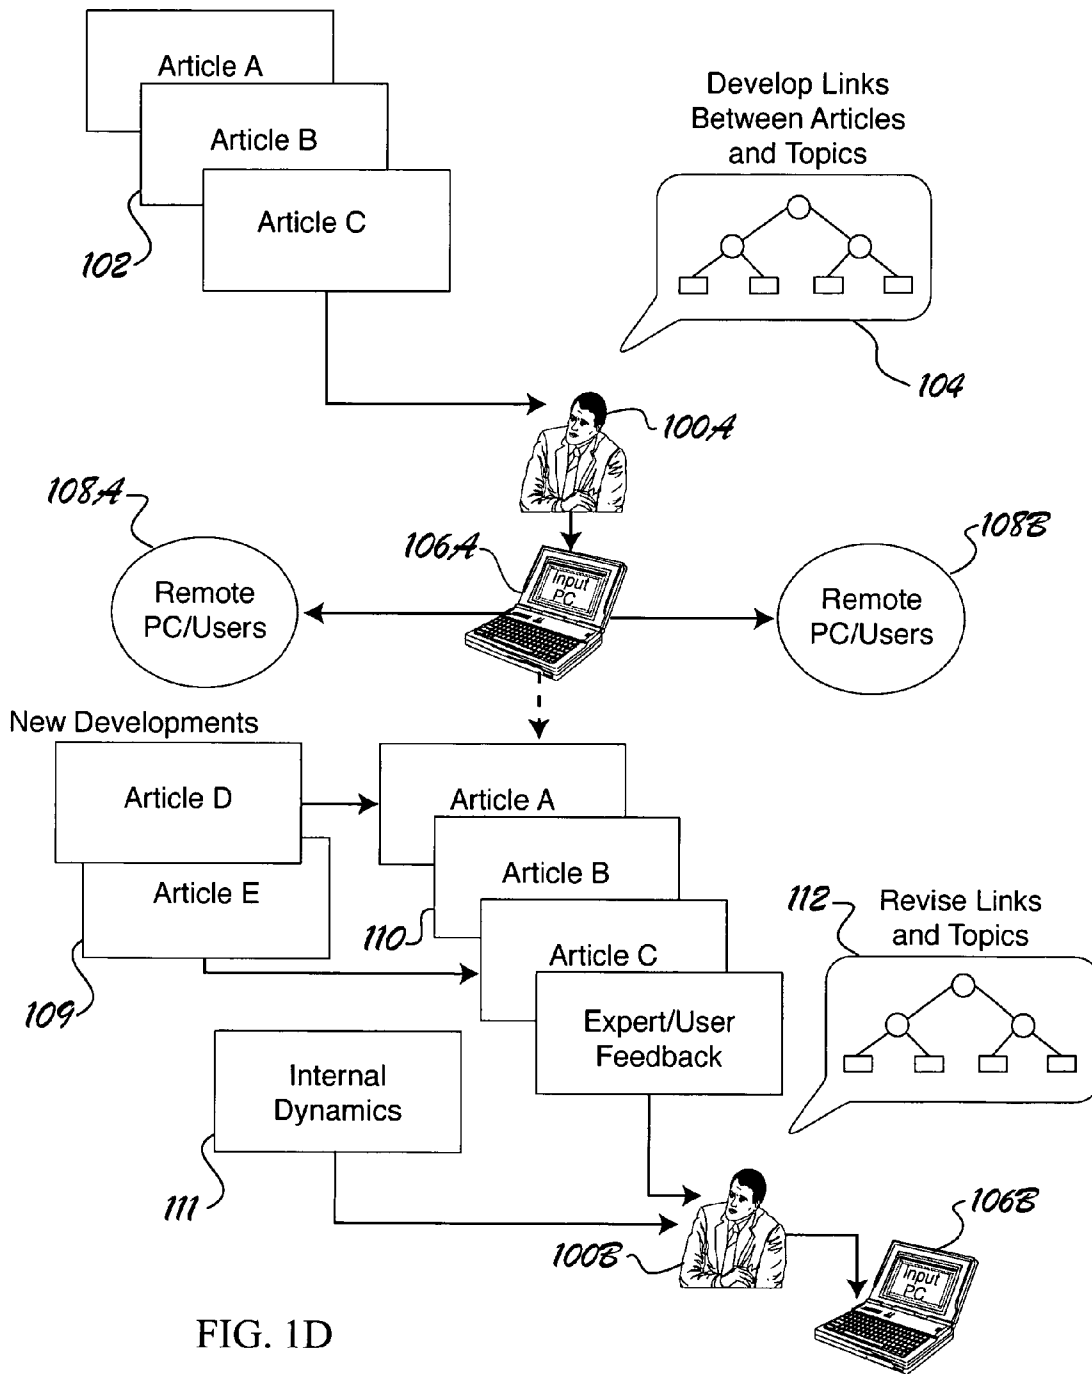 Article A
Article B
Article C
102
Develop Links
Between Articles
and Topics
104
100A
108A
106A
108B
Remote
PC/Users
Input
PC
Remote
PC/Users
New Developments
Article D
Article E
109
Article A
Article B
110
Article C
Expert/User
Feedback
112
Revise Links
and Topics
Internal
Dynamics
111
100B
106B
Input
PC
FIG. 1D